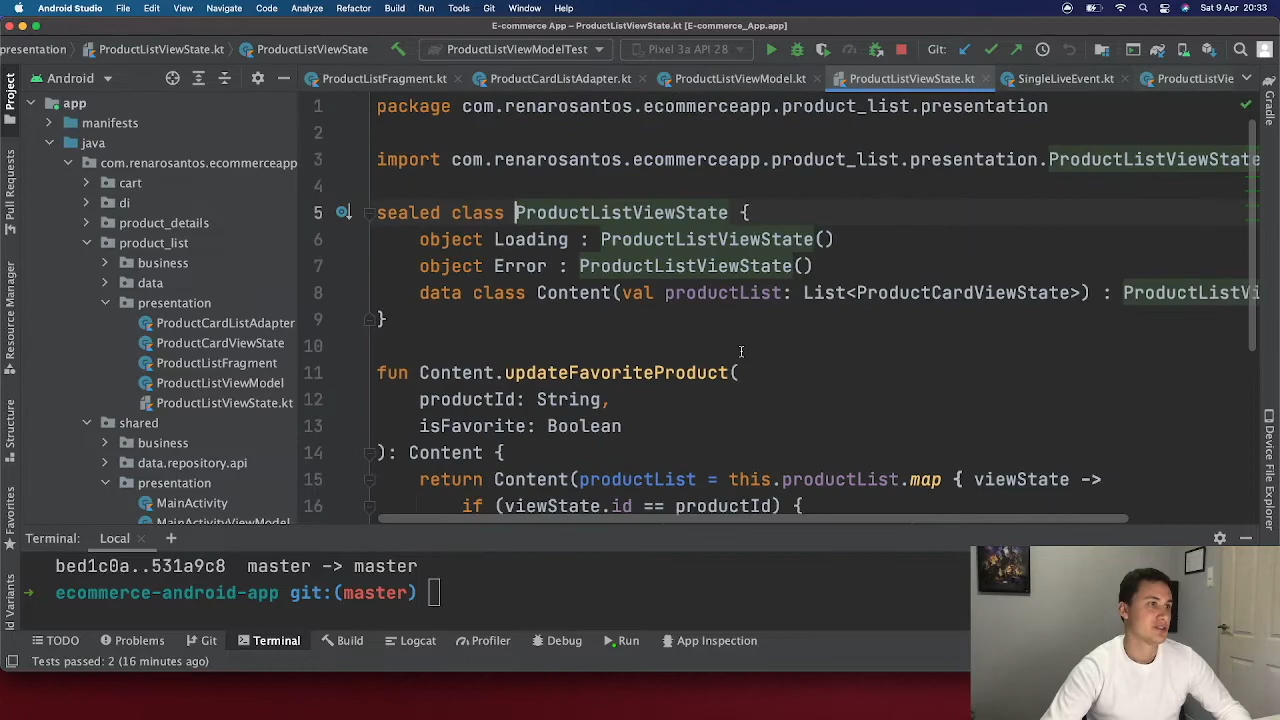 Android Studio File Edit View Navigate Code Analyze Refactor Build Run Tools Git Window Help Sat 9 Apr 20:33
E-commerce App – ProductListViewState.kt [E-commerce_App.app]
presentation ProductListViewState.kt ProductListViewState ProductListViewModelTest Pixel 3a API 28 Git:
Android ProductListFragment.kt ProductCardListAdapter.kt ProductListViewModel.kt ProductListViewState.kt SingleLiveEvent.kt ProductListVie
Project
Pull Requests
Resource Manager
Structure
Favorites
ld Variants
app
manifests
java
com.renarosantos.ecommerceapp
cart
di
product_details
product_list
business
data
presentation
ProductCardListAdapter
ProductCardViewState
ProductListFragment
ProductListViewModel
ProductListViewState.kt
shared
business
data.repository.api
presentation
MainActivity
MainActivityViewModel
1 package com.renarosantos.ecommerceapp.product_list.presentation
2
3 import com.renarosantos.ecommerceapp.product_list.presentation.ProductListViewState
4
5 sealed class ProductListViewState {
6 object Loading : ProductListViewState()
7 object Error : ProductListViewState()
8 data class Content(val productList: List<ProductCardViewState>) : ProductListVi
9 }
10
11 fun Content.updateFavoriteProduct(
12 productId: String,
13 isFavorite: Boolean
14 ): Content {
15 return Content(productList = this.productList.map { viewState ->
16 if (viewState.id == productId) {
Gradle
Device File Explorer
Terminal: Local
bed1c0a..531a9c8 master -> master
→ ecommerce-android-app git:(master)
TODO Problems Git Terminal Build Logcat Profiler Debug Run App Inspection
Tests passed: 2 (16 minutes ago)